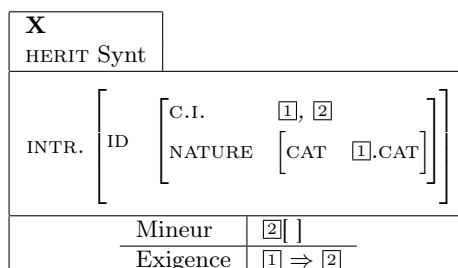 X
HERIT Synt
INTR. [ID [C.I. 1, 2
NATURE [CAT 1.CAT]]]
Mineur 2[ ]
Exigence 1 ⇒ 2